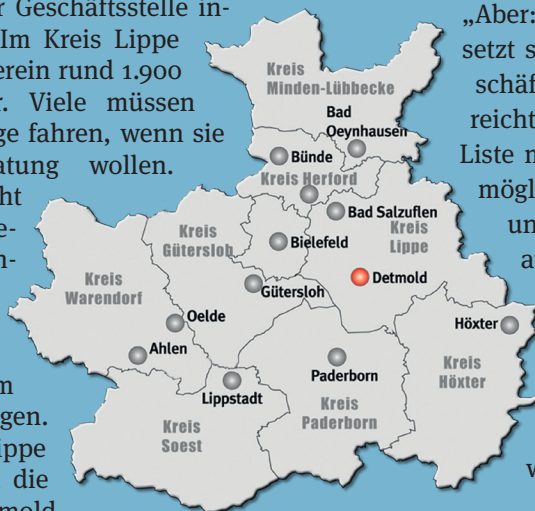 r Geschäftsstelle in-
Im Kreis Lippe
erein rund 1.900
r. Viele müssen
ge fahren, wenn sie
atung wollen.
ht
e-
n-
m
gen.
ippe
die
mold
Kreis
Minden-Lübbecke
Bad
Oeynhausen
Bünde
Kreis Herford
Bad Salzuflen
Kreis
Lippe
Kreis
Gütersloh
Bielefeld
Detmold
Kreis
Warendorf
Gütersloh
Oelde
Höxter
Ahlen
Paderborn
Kreis
Höxter
Lippstadt
Kreis
Paderborn
Kreis
Soest
„Aber:
setzt s
schäf
reicht
Liste n
mögl
un
a
w